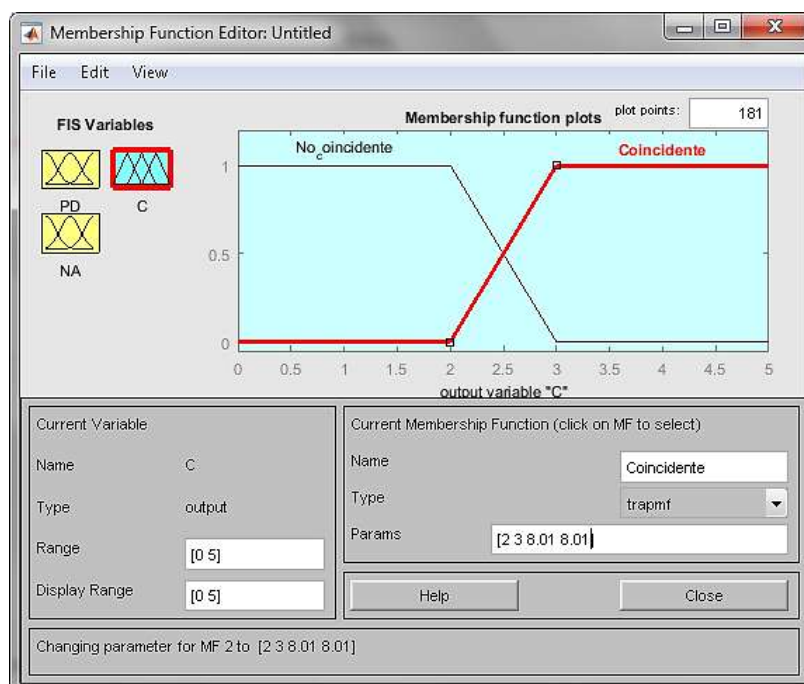 Membership Function Editor: Untitled
File Edit View
FIS Variables
PD
C
NA
Membership function plots
plot points:
181
No_coincidente
Coincidente
1
0.5
0
0 0.5 1 1.5 2 2.5 3 3.5 4 4.5 5
output variable "C"
Current Variable
Name C
Type output
Range [0 5]
Display Range [0 5]
Current Membership Function (click on MF to select)
Name Coincidente
Type trapmf
Params [2 3 8.01 8.01]
Help Close
Changing parameter for MF 2 to [2 3 8.01 8.01]